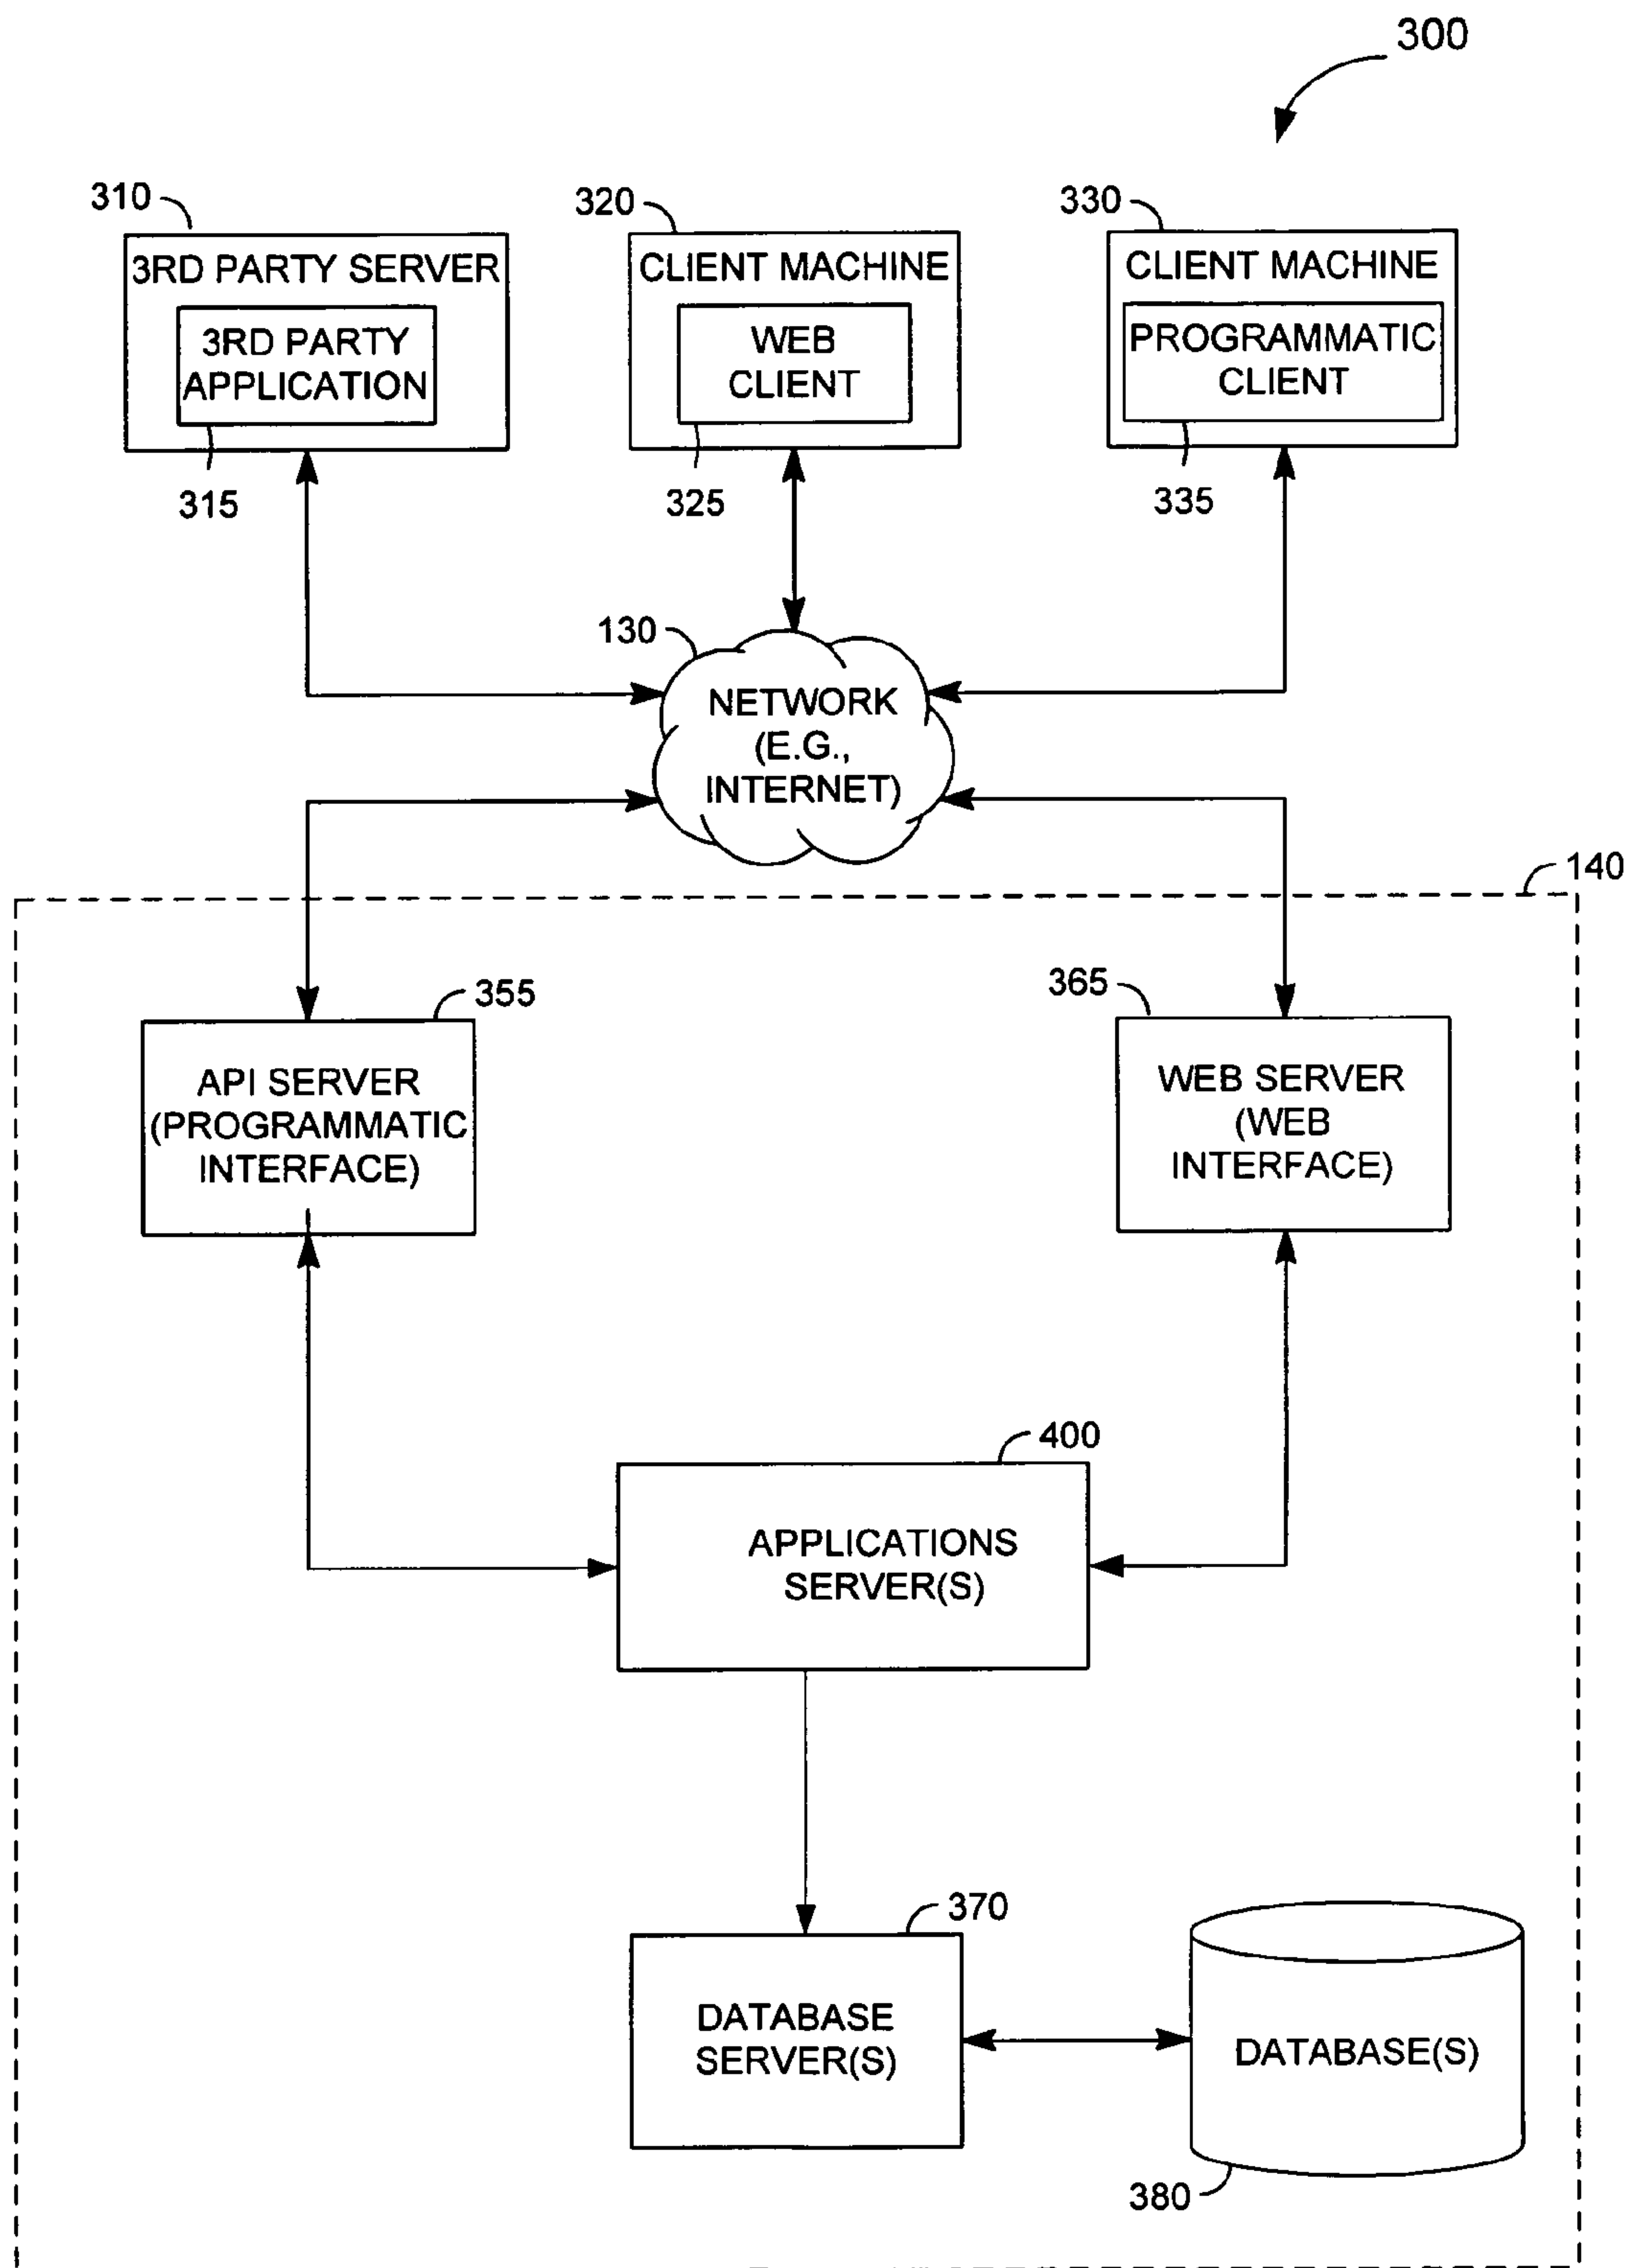 300
310
320
330
3RD PARTY SERVER
CLIENT MACHINE
CLIENT MACHINE
3RD PARTY
APPLICATION
WEB
CLIENT
PROGRAMMATIC
CLIENT
315
325
335
130
NETWORK
(E.G.,
INTERNET)
140
355
365
API SERVER
(PROGRAMMATIC
INTERFACE)
WEB SERVER
(WEB
INTERFACE)
400
APPLICATIONS
SERVER(S)
370
DATABASE
SERVER(S)
DATABASE(S)
380